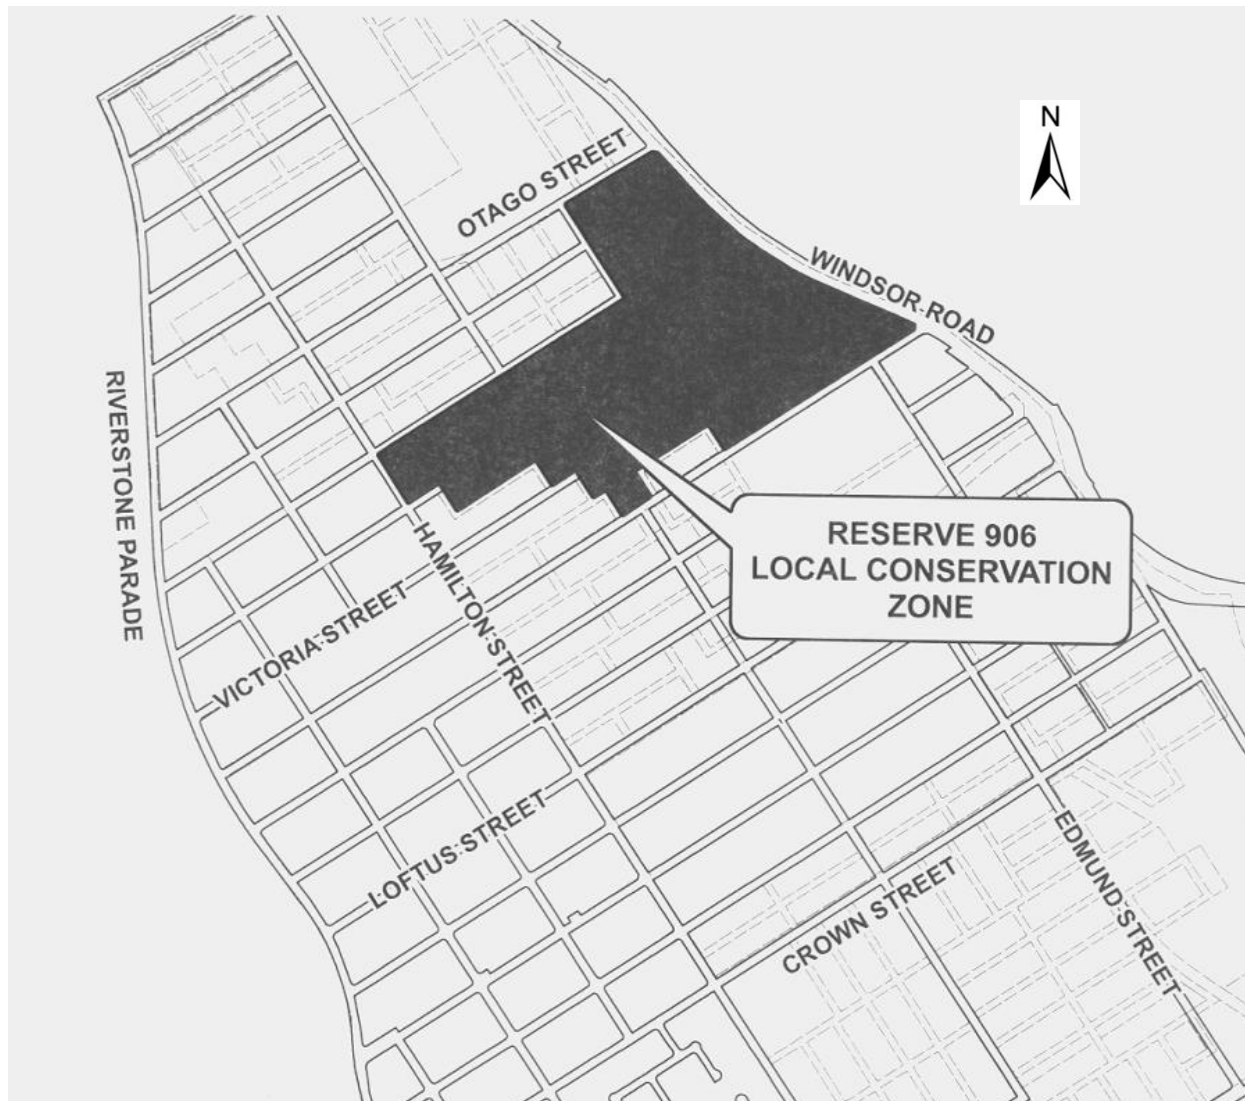 N
OTAGO STREET
WINDSOR ROAD
RIVERSTONE PARADE
RESERVE 906
LOCAL CONSERVATION
ZONE
HAMILTON STREET
VICTORIA STREET
LOFTUS STREET
EDMUND STREET
CROWN STREET